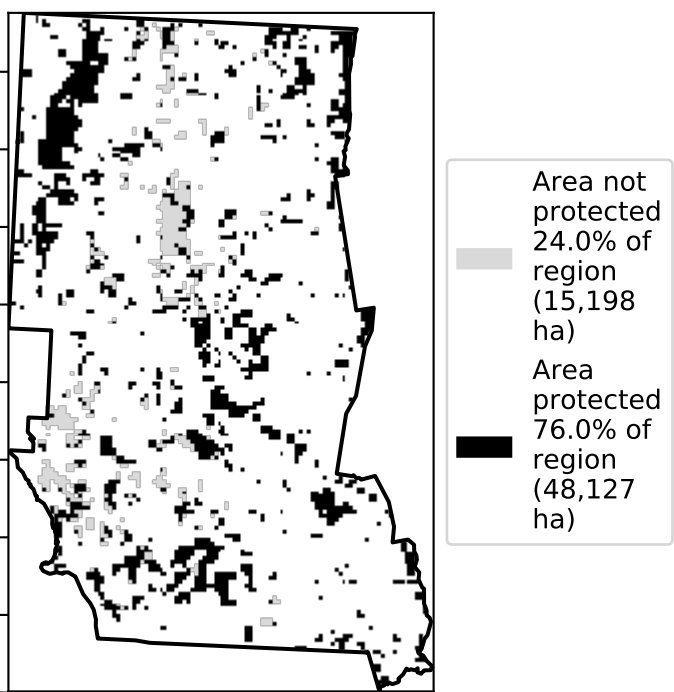 Area not
protected
24.0% of
region
(15,198
ha)
Area
protected
76.0% of
region
(48,127
ha)